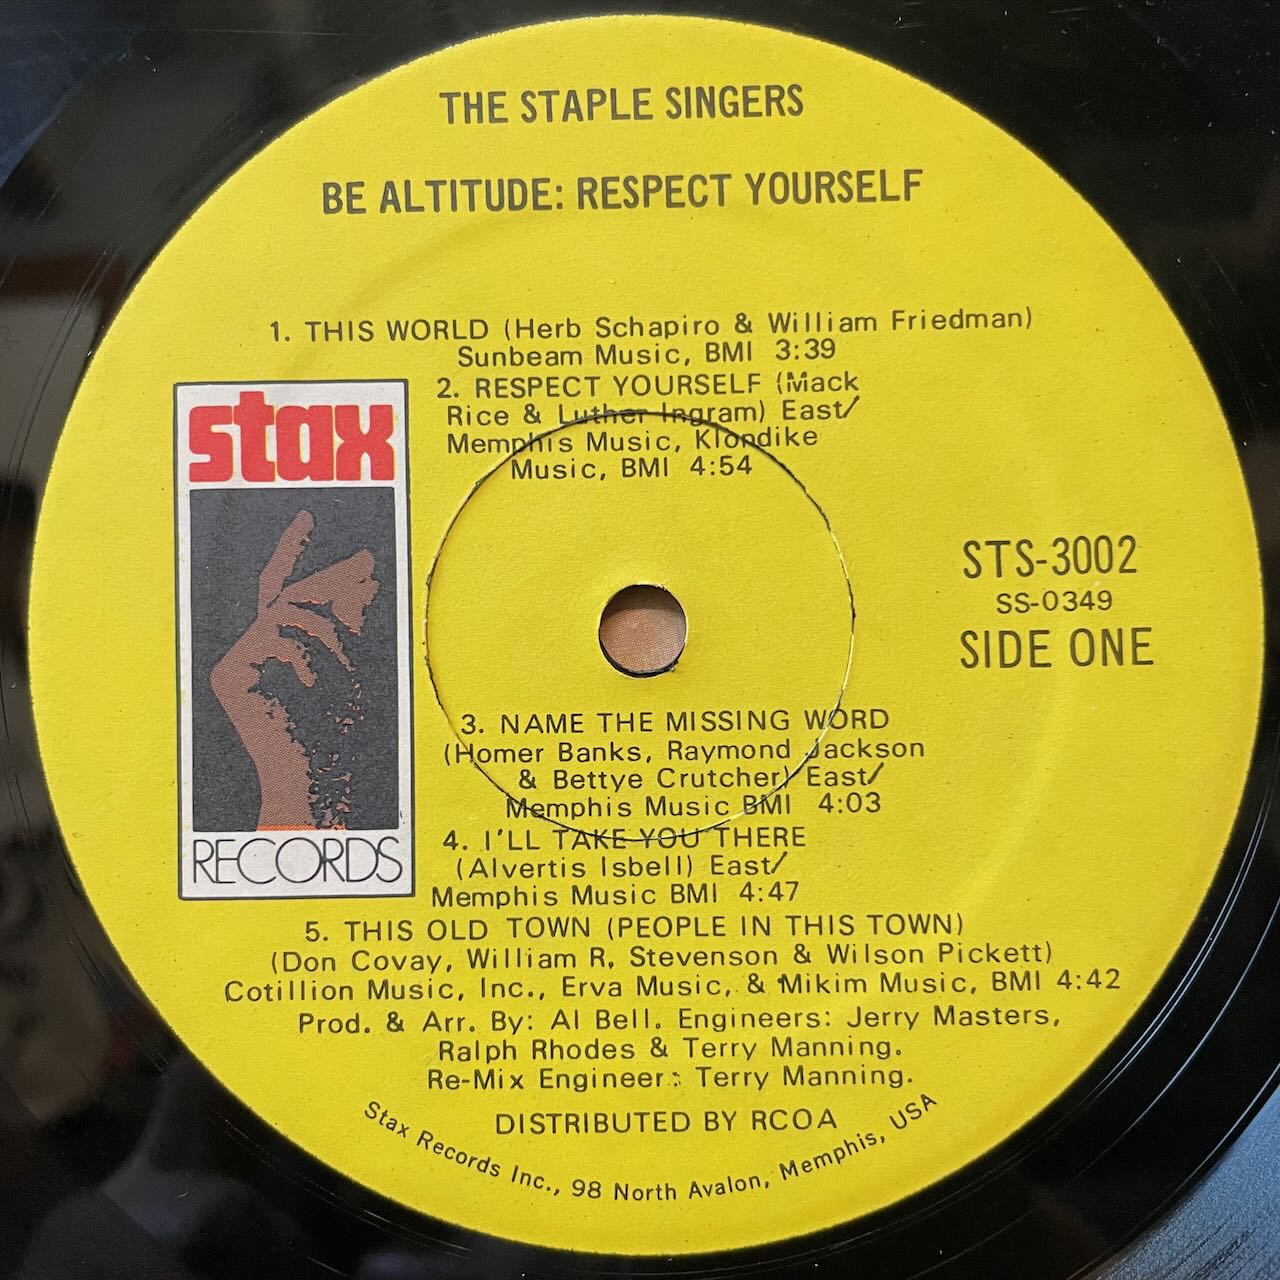 THE STAPLE SINGERS
BE ALTITUDE: RESPECT YOURSELF
1. THIS WORLD (Herb Schapiro & William Friedman)
Sunbeam Music, BMI 3:39
2. RESPECT YOURSELF (Mack
Rice & Luther Ingram) East/
Memphis Music, Klondike
Music, BMI 4:54
stax
RECORDS
STS-3002
SS-0349
SIDE ONE
3. NAME THE MISSING WORD
(Homer Banks, Raymond Jackson
& Bettye Crutcher) East/
Memphis Music BMI 4:03
4. I'LL TAKE YOU THERE
(Alvertis Isbell) East/
Memphis Music BMI 4:47
5. THIS OLD TOWN (PEOPLE IN THIS TOWN)
(Don Covay, William R. Stevenson & Wilson Pickett)
Cotillion Music, Inc., Erva Music, & Mikim Music, BMI 4:42
Prod. & Arr. By: Al Bell. Engineers: Jerry Masters,
Ralph Rhodes & Terry Manning.
Re-Mix Engineer: Terry Manning.
DISTRIBUTED BY RCOA
Stax Records Inc., 98 North Avalon, Memphis, USA